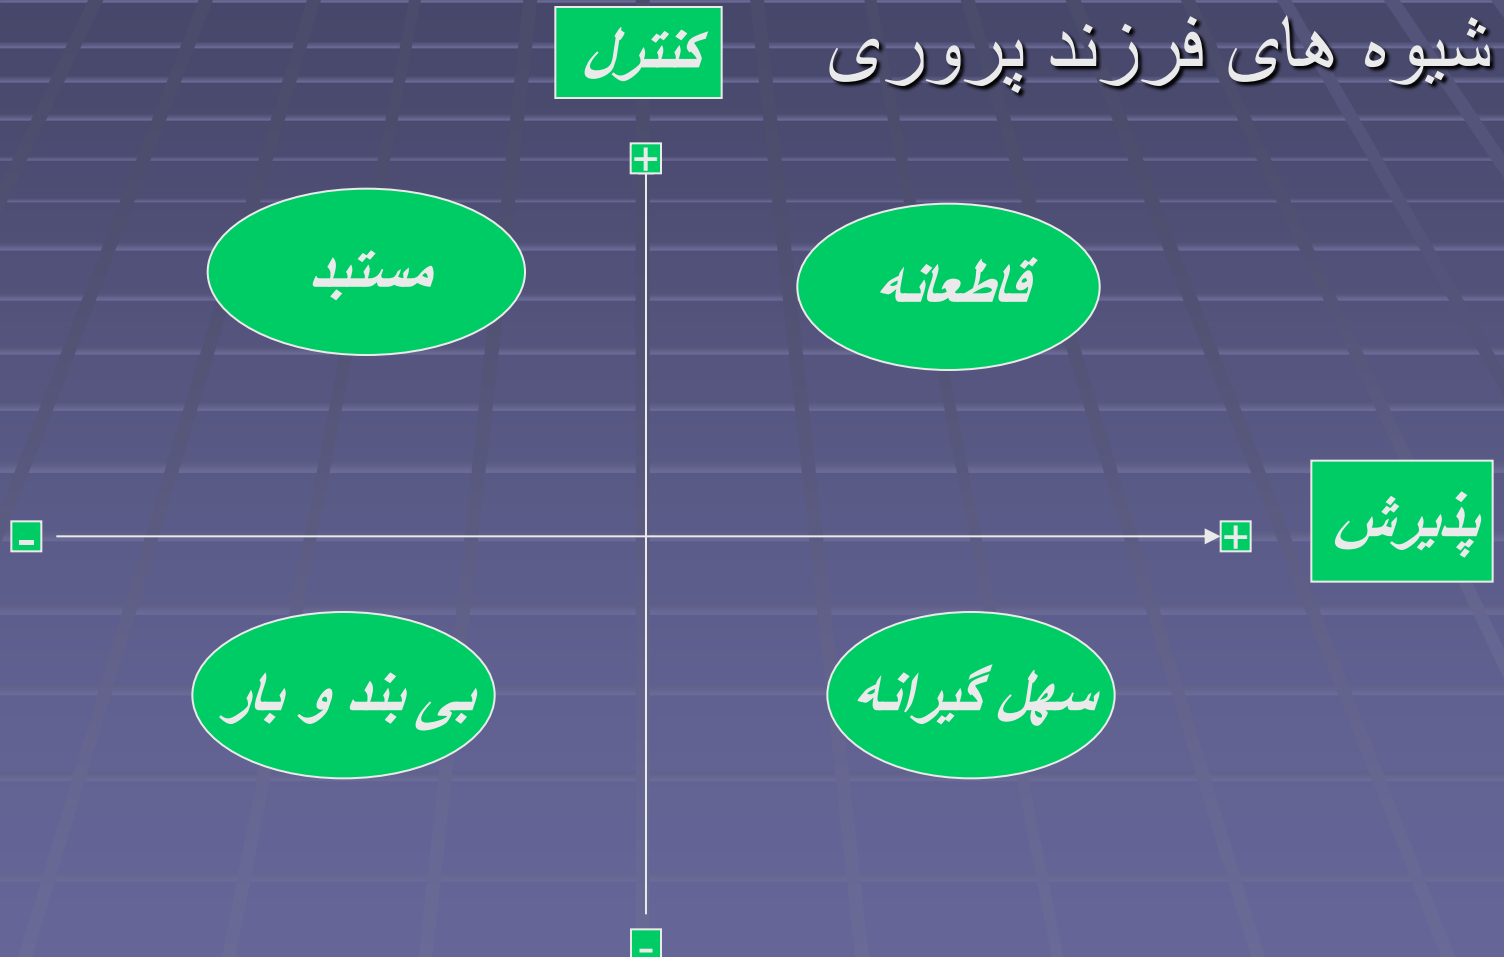 شیوه های فرزند پروری
کنترل
+
قاطعانه
مستبد
پذیرش
+
-
سهل گیرانه
بی بند و بار
-